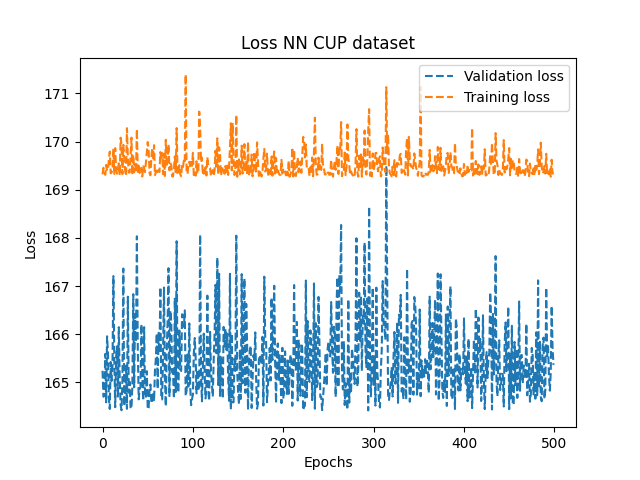 Loss NN CUP dataset
Validation loss
Training loss
171
170
169
168
167
166
165
Loss
0
100
200
300
400
500
Epochs